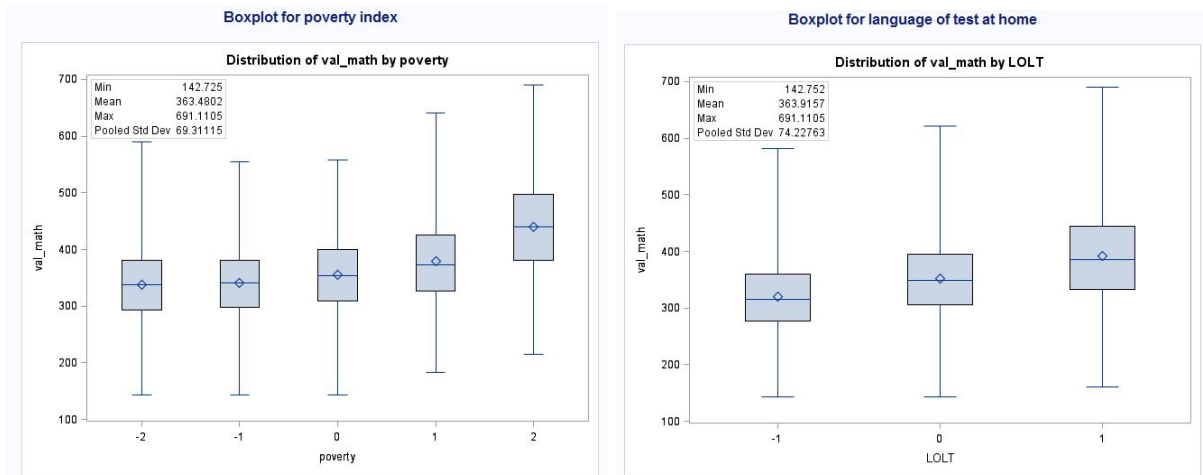 Boxplot for poverty index
Distribution of val_math by poverty
Min 142.725
Mean 363.4802
Max 691.1105
Pooled Std Dev 69.31115
700
600
500
400
300
200
100
val_math
-2 -1 0 1 2
poverty
Boxplot for language of test at home
Distribution of val_math by LOLT
Min 142.752
Mean 363.9157
Max 691.1105
Pooled Std Dev 74.22763
700
600
500
400
300
200
100
val_math
-1 0 1
LOLT